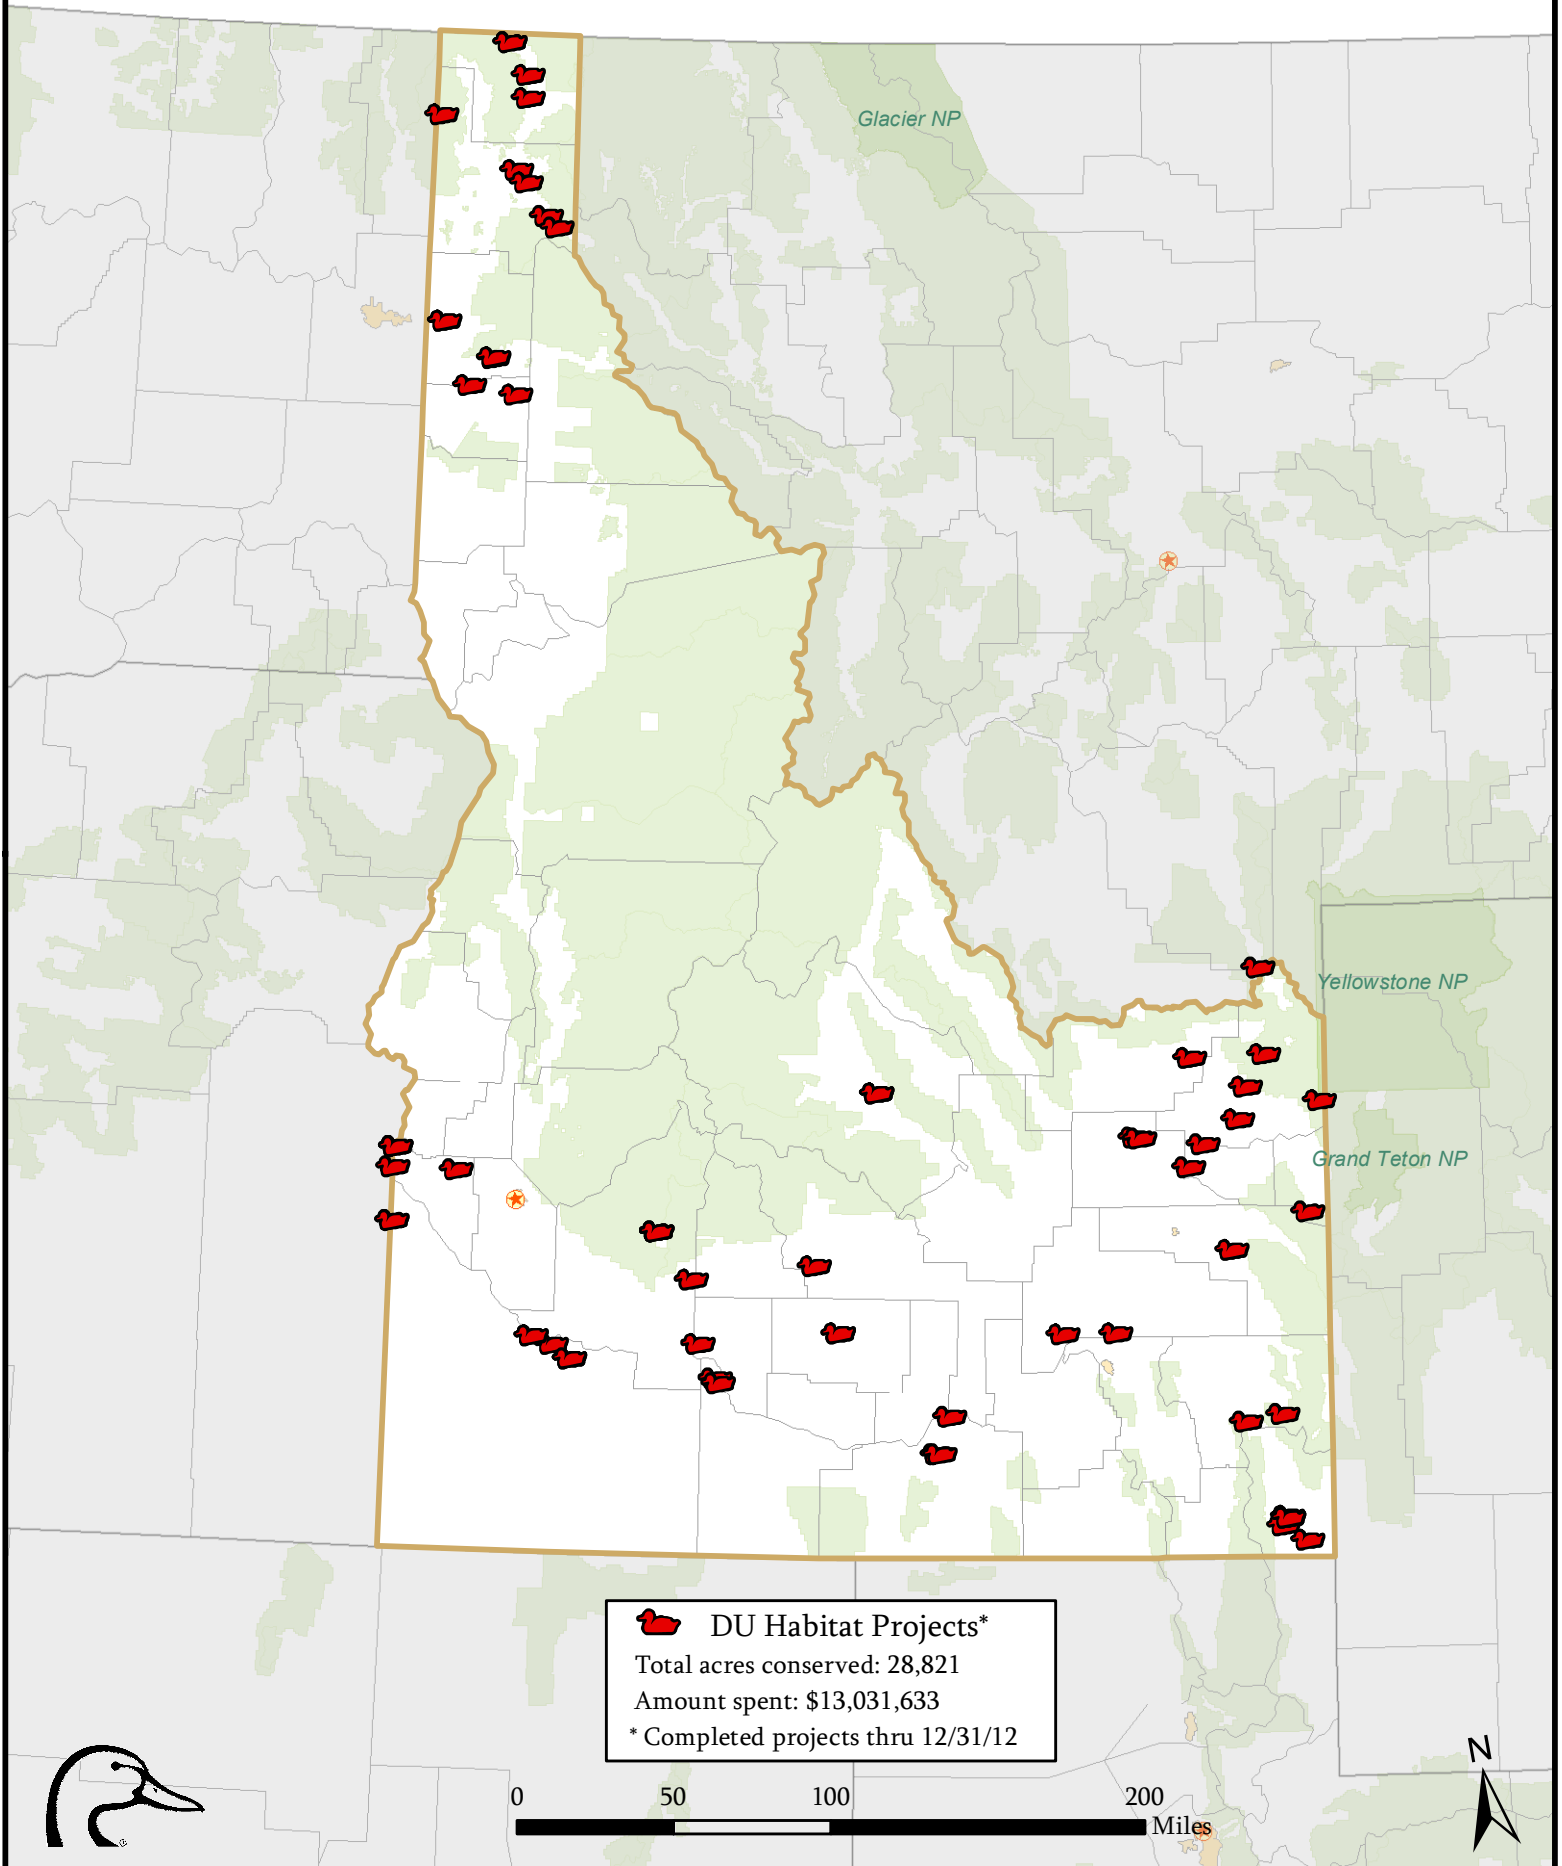 Glacier NP
Yellowstone NP
Grand Teton NP
DU Habitat Projects*
Total acres conserved: 28,821
Amount spent: $13,031,633
* Completed projects thru 12/31/12
N
0 50 100 200
Miles